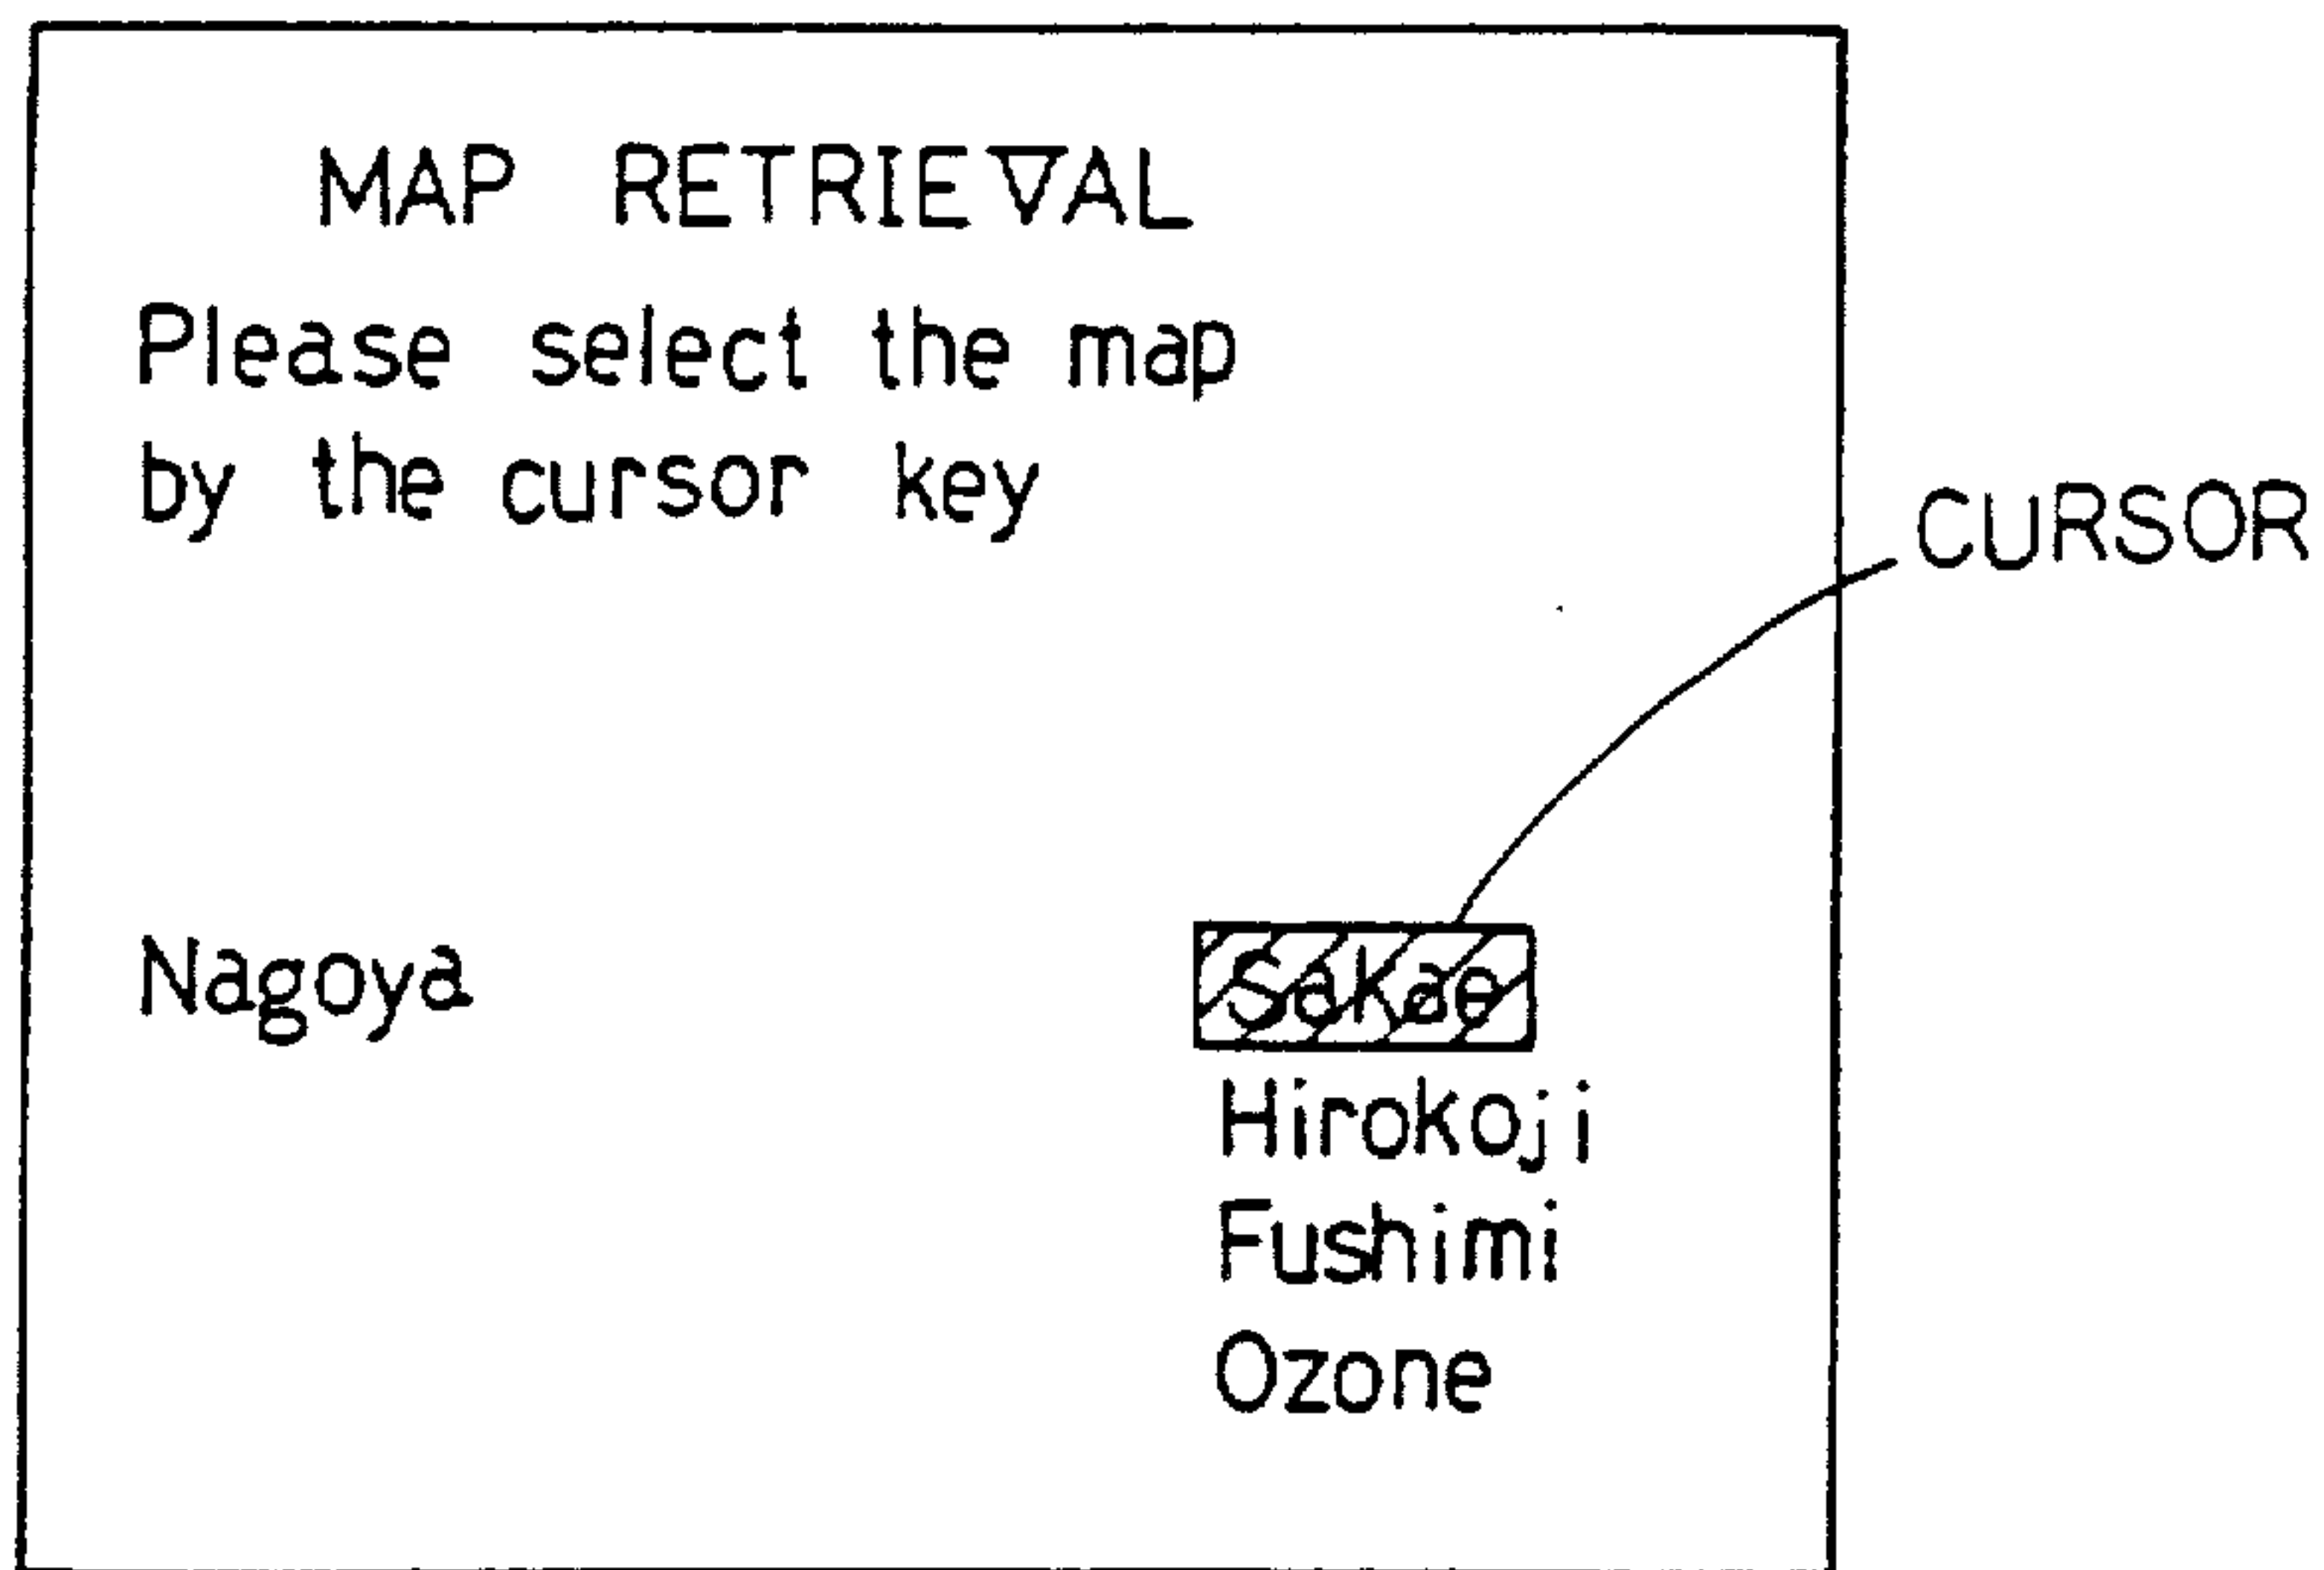 MAP RETRIEVAL
Please select the map
by the cursor key
CURSOR
Nagoya Sakae
Hirokoji
Fushimi
Ozone